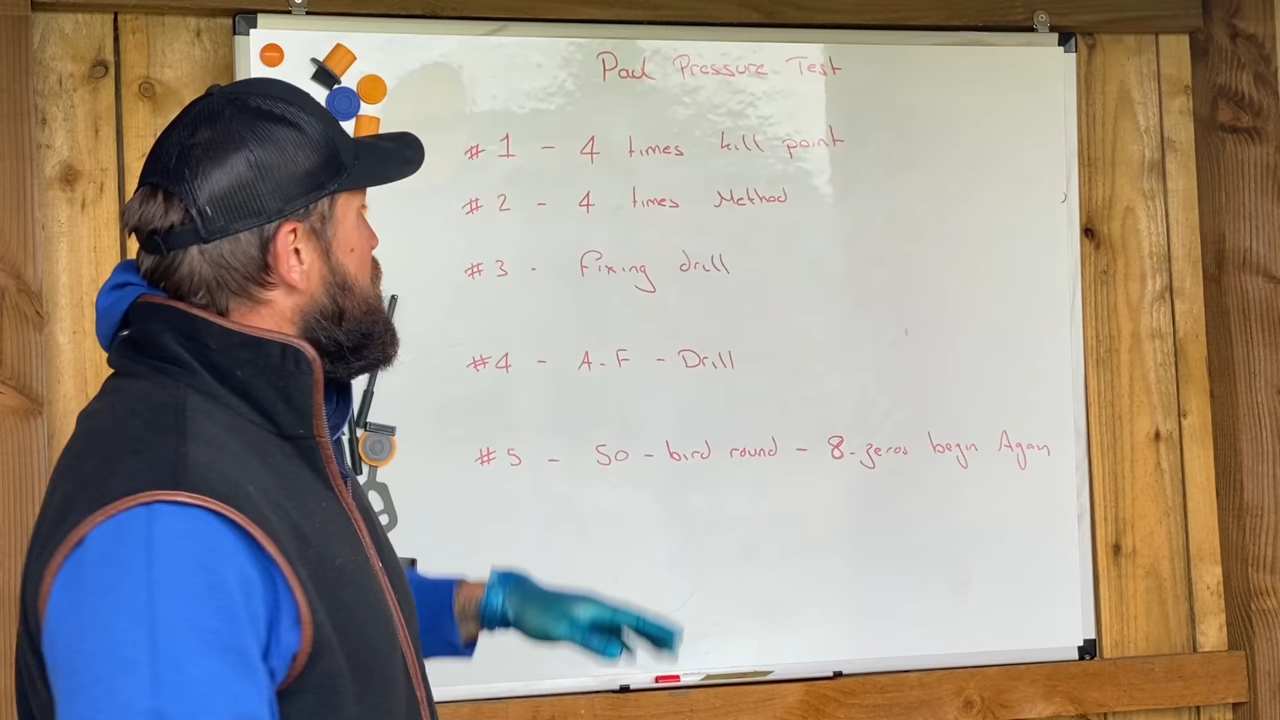 Pad Pressure Test
#1 - 4 times kill point
#2 - 4 times Method
#3 - Fixing drill
#4 - A-F - Drill
#5 - 50 - bird round - 8-zeros begin Again